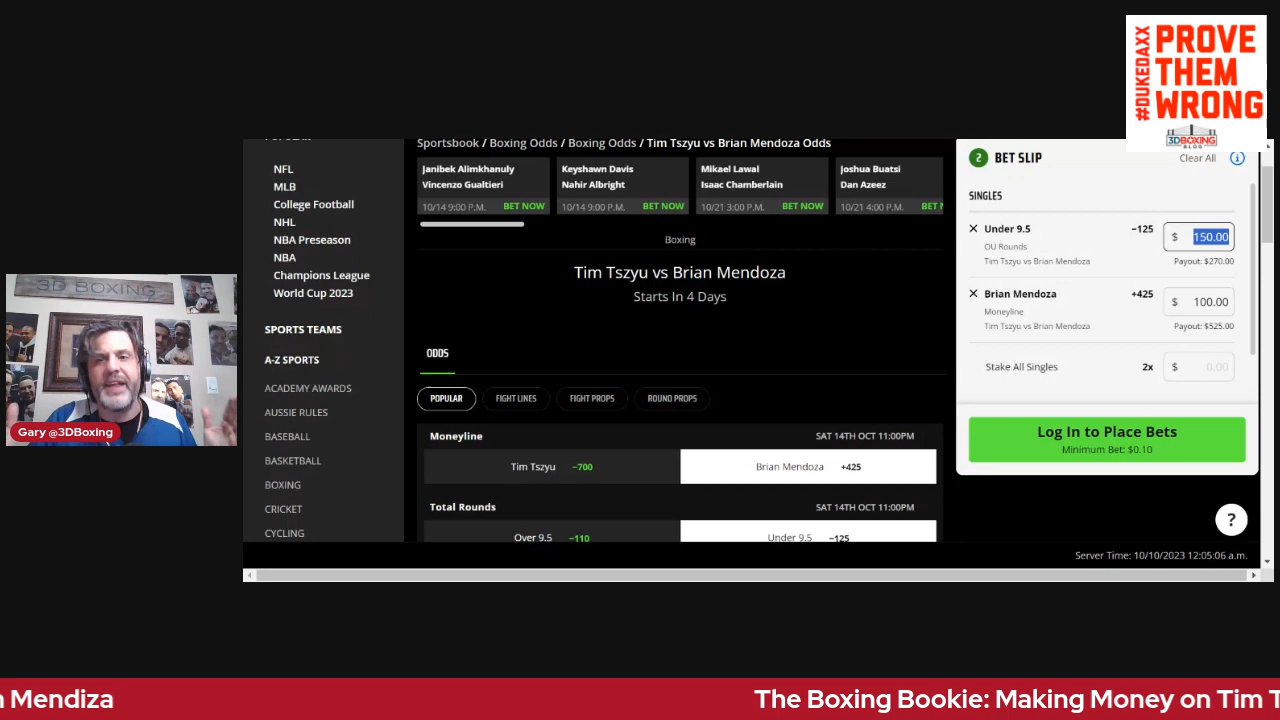 #DUKEDAXX
PROVE
THEM
WRONG
3DBOXING
BLOG
NFL
MLB
College Football
NHL
NBA Preseason
NBA
Champions League
World Cup 2023
SPORTS TEAMS
A-Z SPORTS
ACADEMY AWARDS
AUSSIE RULES
BASEBALL
BASKETBALL
BOXING
CRICKET
CYCLING
Sportsbook / Boxing Odds / Boxing Odds / Tim Tszyu vs Brian Mendoza Odds
Janibek Alimkhanuly
Vincenzo Gualtieri
10/14 9:00 P.M. BET NOW
Keyshawn Davis
Nahir Albright
10/14 9:00 P.M. BET NOW
Mikael Lawal
Isaac Chamberlain
10/21 3:00 P.M. BET NOW
Joshua Buatsi
Dan Azeez
10/21 4:00 P.M. BET N
Boxing
Tim Tszyu vs Brian Mendoza
Starts In 4 Days
ODDS
POPULAR FIGHT LINES FIGHT PROPS ROUND PROPS
Moneyline SAT 14TH OCT 11:00PM
Tim Tszyu −700 Brian Mendoza +425
Total Rounds SAT 14TH OCT 11:00PM
Over 9.5 −110 Under 9.5 −125
2 BET SLIP Clear All i
SINGLES
× Under 9.5 −125 $ 150.00
OU Rounds
Tim Tszyu vs Brian Mendoza Payout: $270.00
× Brian Mendoza +425 $ 100.00
Moneyline
Tim Tszyu vs Brian Mendoza Payout: $525.00
Stake All Singles 2x $ 0.00
Log In to Place Bets
Minimum Bet: $0.10
?
Server Time: 10/10/2023 12:05:06 a.m.
3D BOXING
Gary @3DBoxing
n Mendiza The Boxing Bookie: Making Money on Tim T